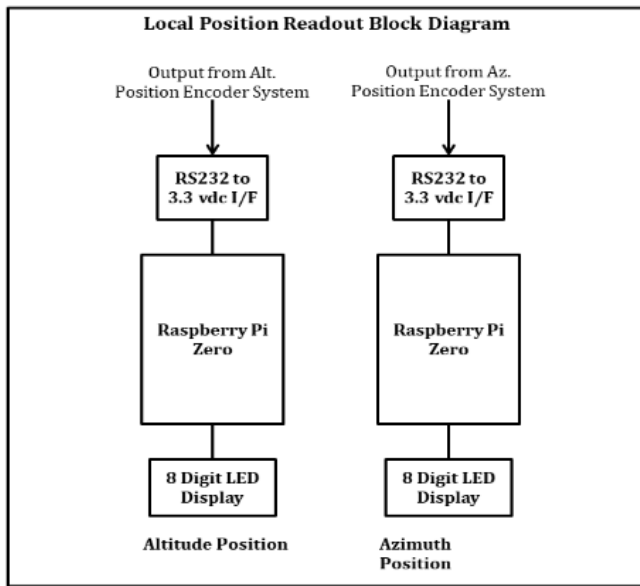 Local Position Readout Block Diagram
Output from Alt.
Position Encoder System
Output from Az.
Position Encoder System
RS232 to
3.3 vdc I/F
RS232 to
3.3 vdc I/F
Raspberry Pi
Zero
Raspberry Pi
Zero
8 Digit LED
Display
8 Digit LED
Display
Altitude Position
Azimuth
Position